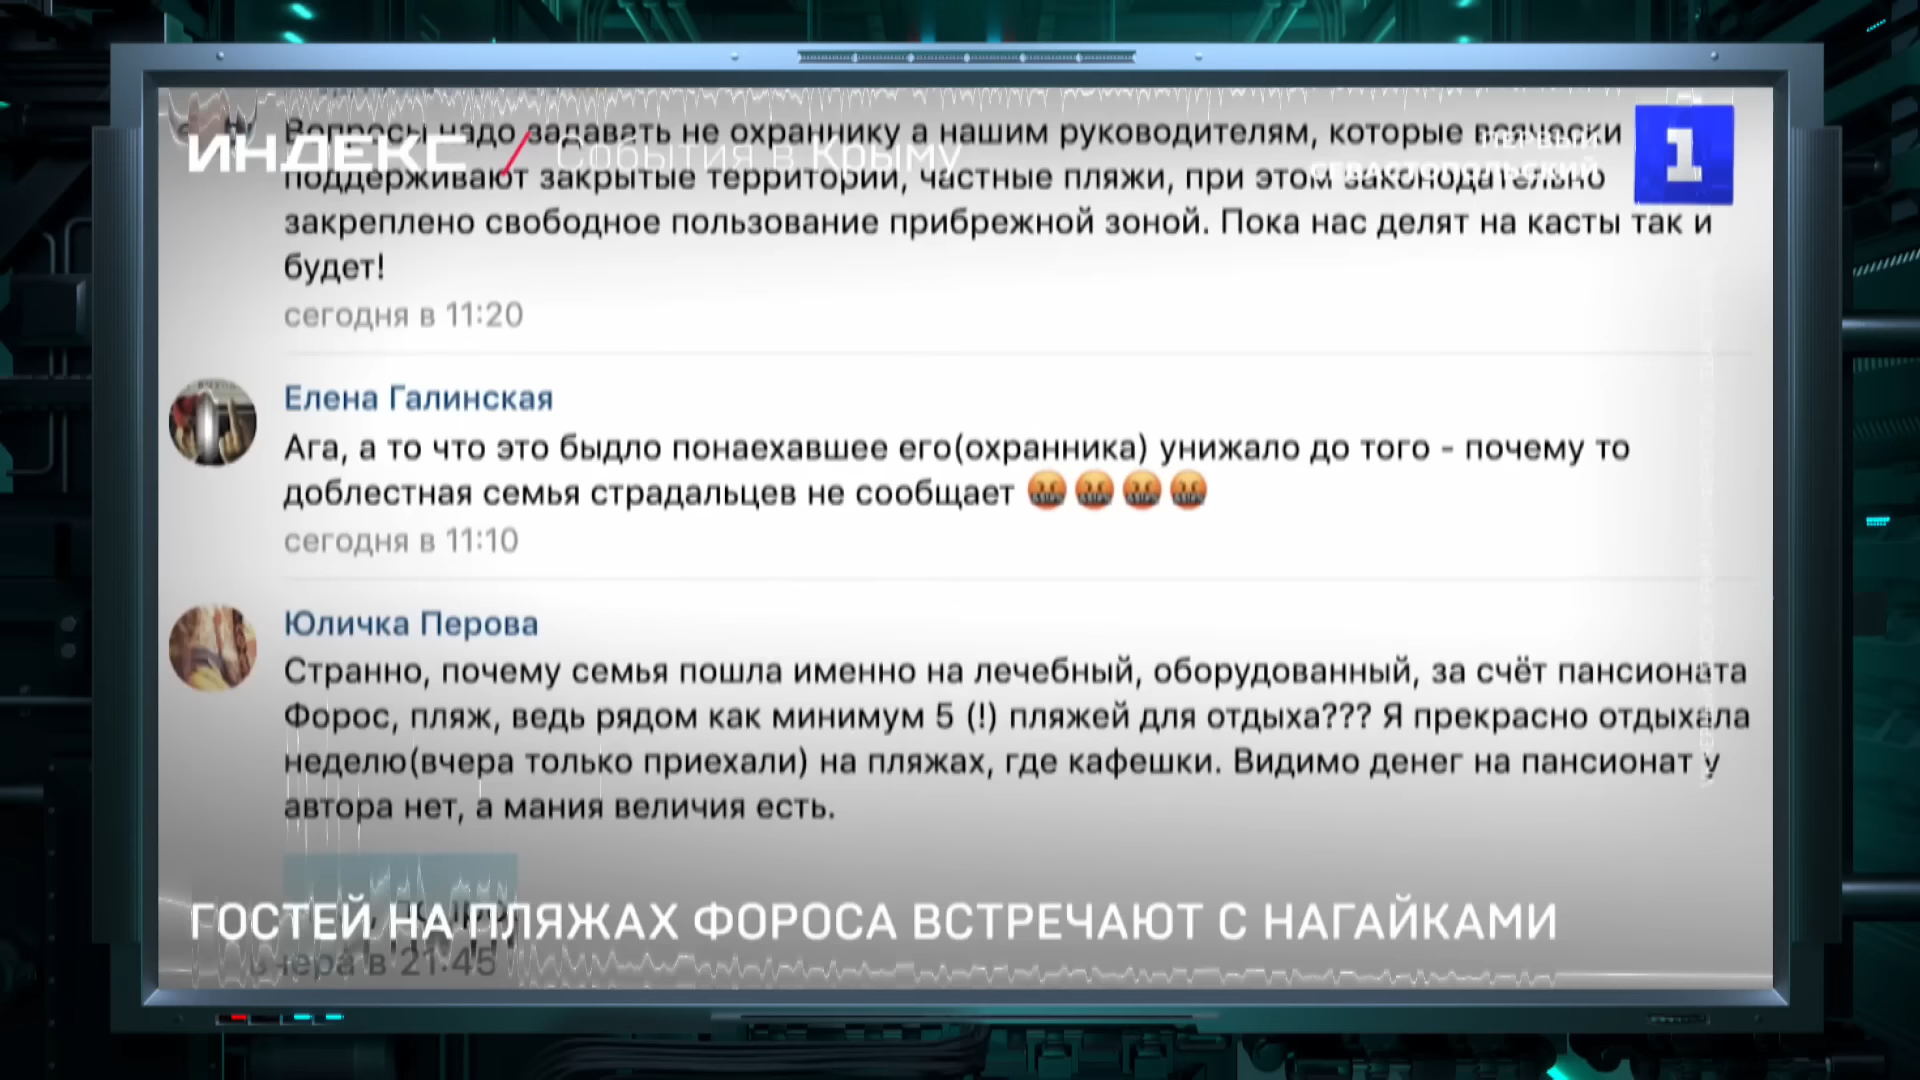 Вопросы надо задавать не охраннику а нашим руководителям, которые всячески
ИНДЕКС / События в Крыму
ПЕРВЫЙ
СЕВАСТОПОЛЬСКИЙ
1
поддерживают закрытые территории, частные пляжи, при этом законодательно
закреплено свободное пользование прибрежной зоной. Пока нас делят на касты так и
будет!
сегодня в 11:20
Елена Галинская
Ага, а то что это быдло понаехавшее его(охранника) унижало до того - почему то
доблестная семья страдальцев не сообщает 🤬🤬🤬🤬
сегодня в 11:10
Юличка Перова
Странно, почему семья пошла именно на лечебный, оборудованный, за счёт пансионата
Форос, пляж, ведь рядом как минимум 5 (!) пляжей для отдыха??? Я прекрасно отдыхала
неделю(вчера только приехали) на пляжах, где кафешки. Видимо денег на пансионат у
автора нет, а мания величия есть.
ГОСТЕЙ НА ПЛЯЖАХ ФОРОСА ВСТРЕЧАЮТ С НАГАЙКАМИ
вчера в 21:45